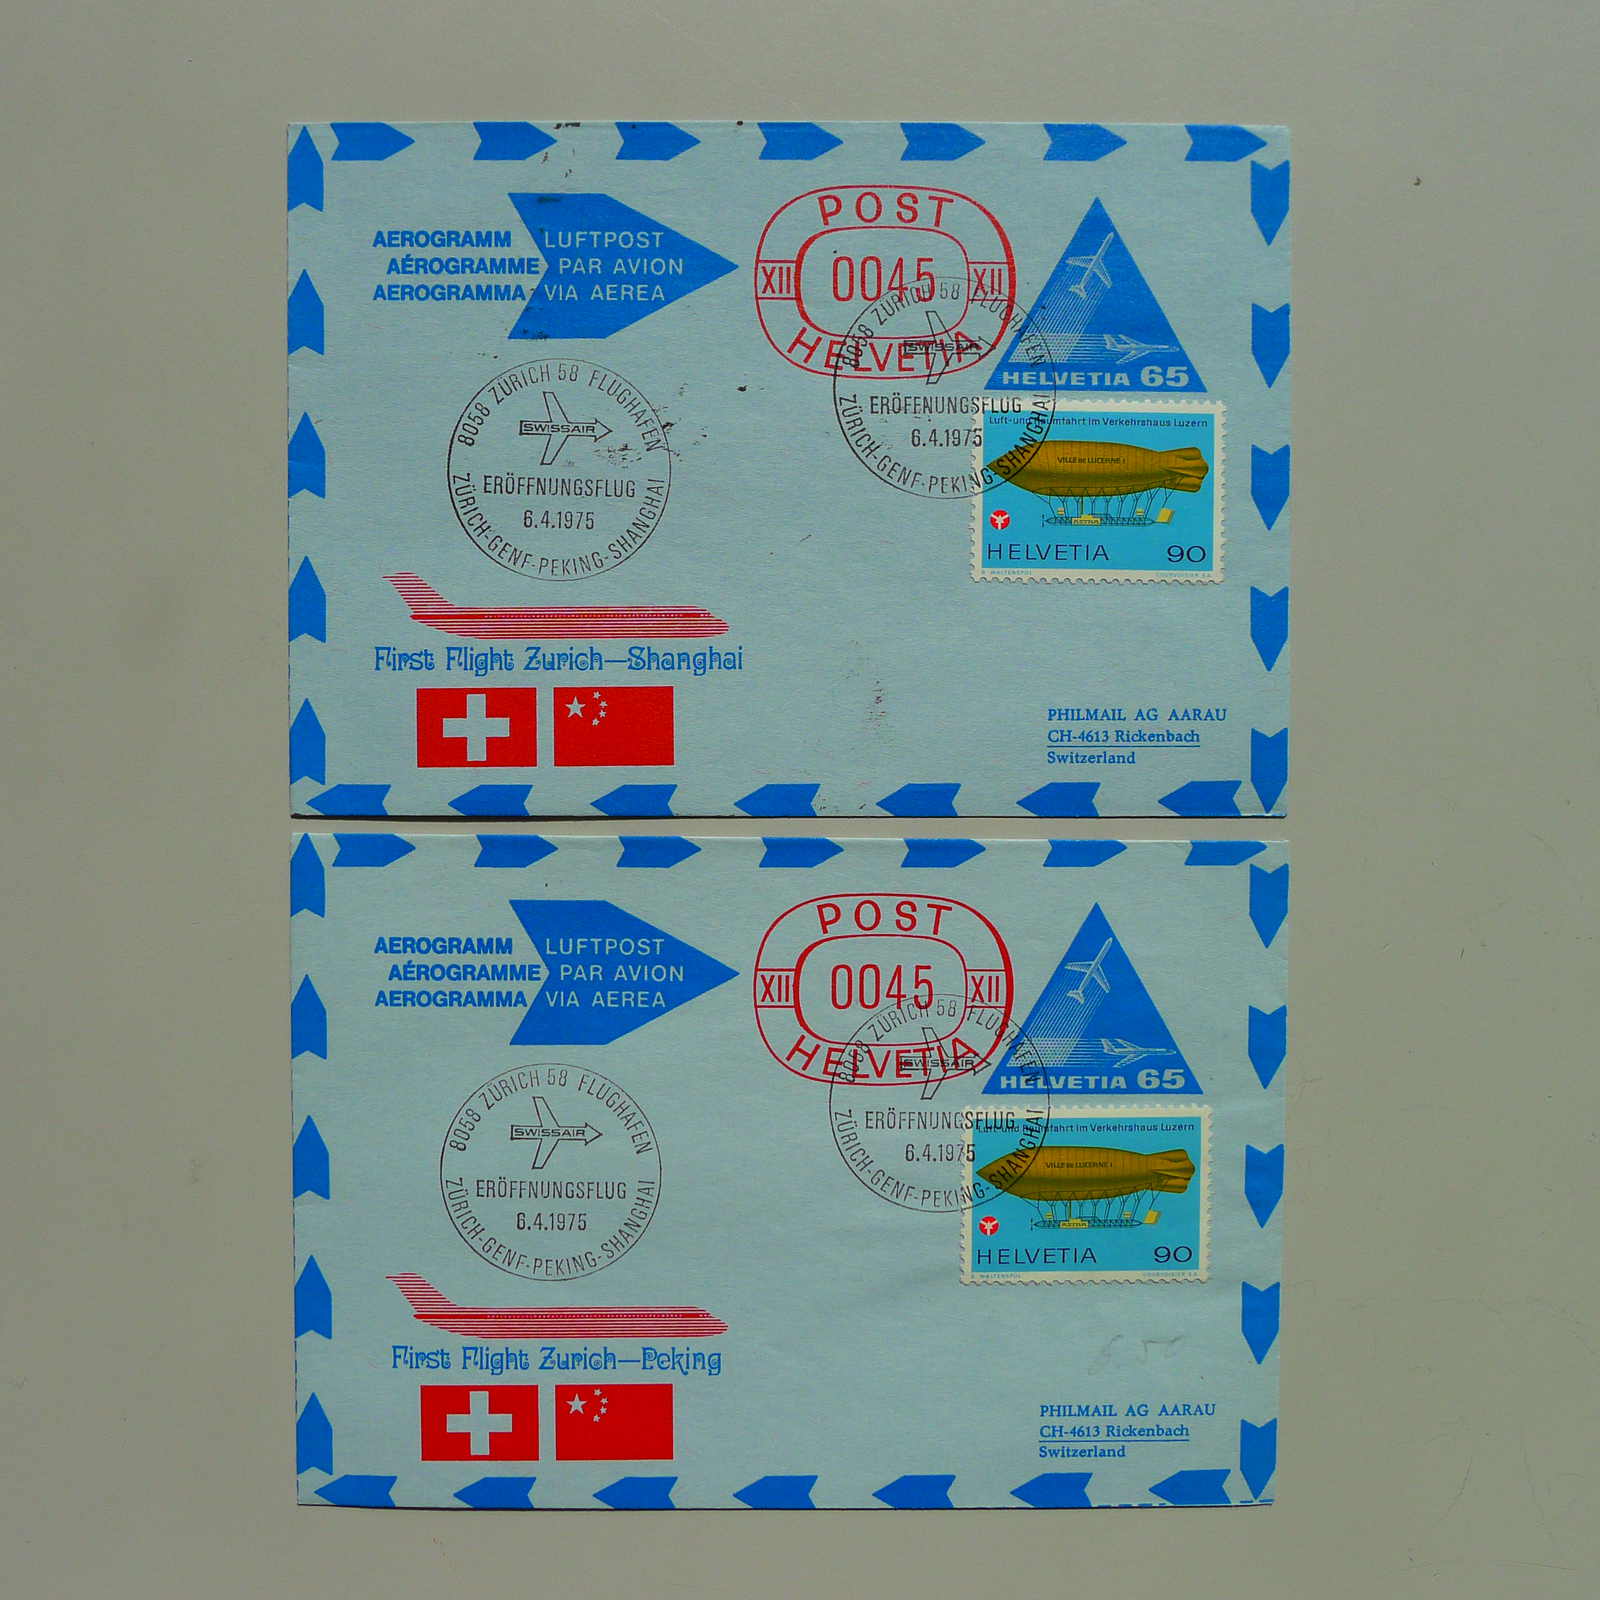 AEROGRAMM LUFTPOST
AÉROGRAMME PAR AVION
AEROGRAMMA VIA AEREA
POST
XII 0045 XII
HELVETIA
HELVETIA 65
8058 ZÜRICH 58 FLUGHAFEN
SWISSAIR
ERÖFFNUNGSFLUG
6.4.1975
ZÜRICH-GENF-PEKING-SHANGHAI
8058 ZÜRICH 58 FLUGHAFEN
SWISSAIR
ERÖFFNUNGSFLUG
6.4.1975
ZÜRICH-GENF-PEKING-SHANGHAI
Luft-und Raumfahrt im Verkehrshaus Luzern
VILLE DE LUCERNE I
ASTRA
HELVETIA 90
COURVOISIER S.A.
First Flight Zurich—Shanghai
PHILMAIL AG AARAU
CH-4613 Rickenbach
Switzerland
AEROGRAMM LUFTPOST
AÉROGRAMME PAR AVION
AEROGRAMMA VIA AEREA
POST
XII 0045 XII
HELVETIA
HELVETIA 65
8058 ZÜRICH 58 FLUGHAFEN
SWISSAIR
ERÖFFNUNGSFLUG
6.4.1975
ZÜRICH-GENF-PEKING-SHANGHAI
8058 ZÜRICH 58 FLUGHAFEN
SWISSAIR
ERÖFFNUNGSFLUG
6.4.1975
ZÜRICH-GENF-PEKING-SHANGHAI
Luft-und Raumfahrt im Verkehrshaus Luzern
VILLE DE LUCERNE I
ASTRA
HELVETIA 90
COURVOISIER S.A.
First Flight Zurich—Peking
PHILMAIL AG AARAU
CH-4613 Rickenbach
Switzerland